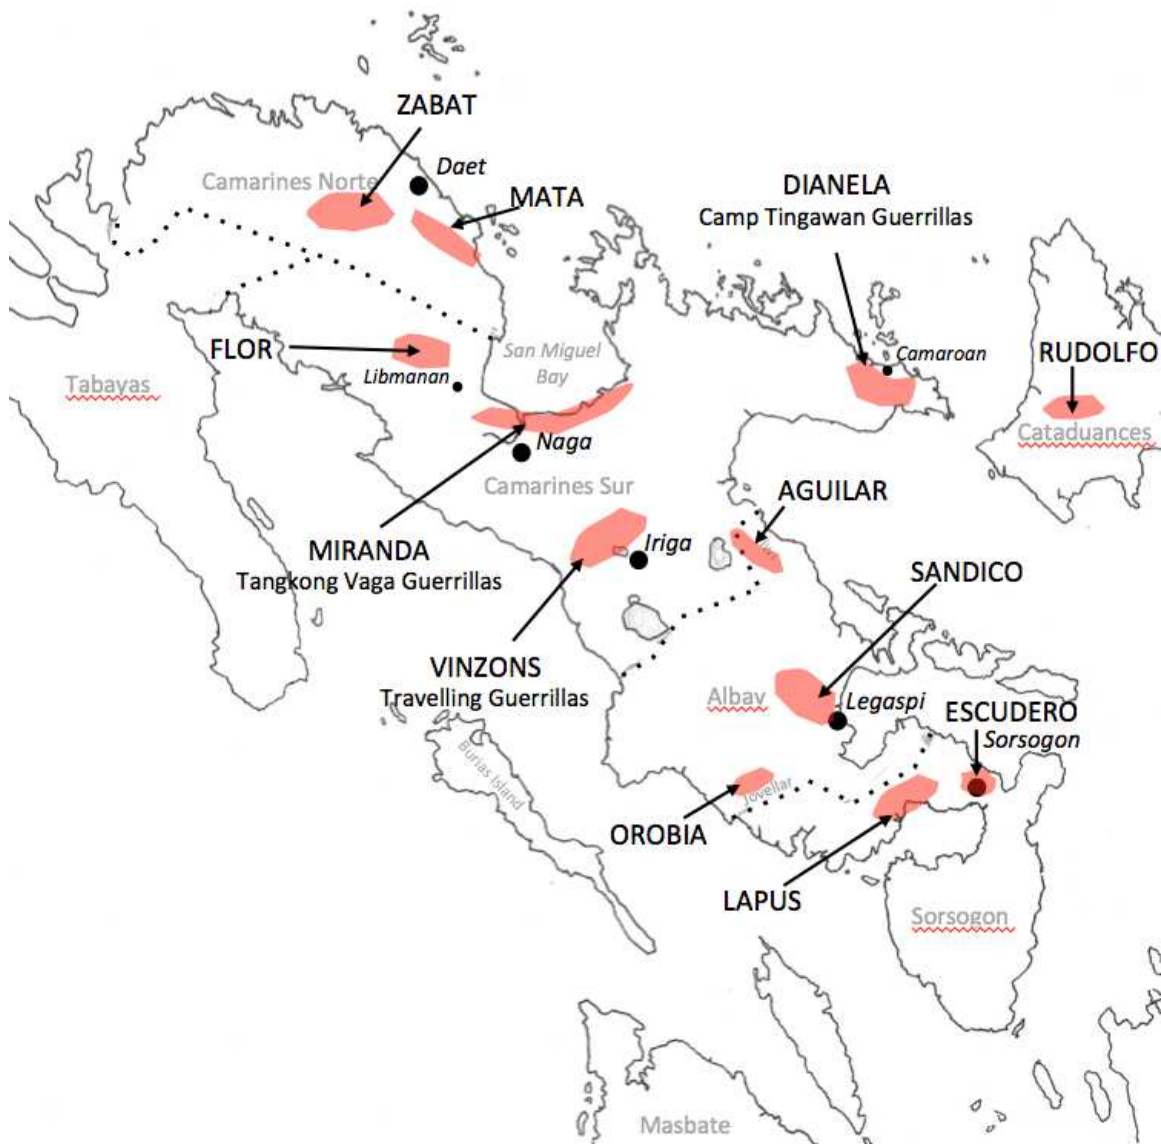 ZABAT
Daet
Camarines Norte
MATA
DIANELA
Camp Tingawan Guerrillas
FLOR
San Miguel
Bay
Camaroan
RUDOLFO
Libmanan
Tabayas
Cataduances
Naga
Camarines Sur
AGUILAR
MIRANDA
Tangkong Vaga Guerrillas
Iriga
SANDICO
VINZONS
Travelling Guerrillas
Albay
Legaspi
ESCUDERO
Sorsogon
Burias Island
Jovellar
OROBIA
LAPUS
Sorsogon
Masbate